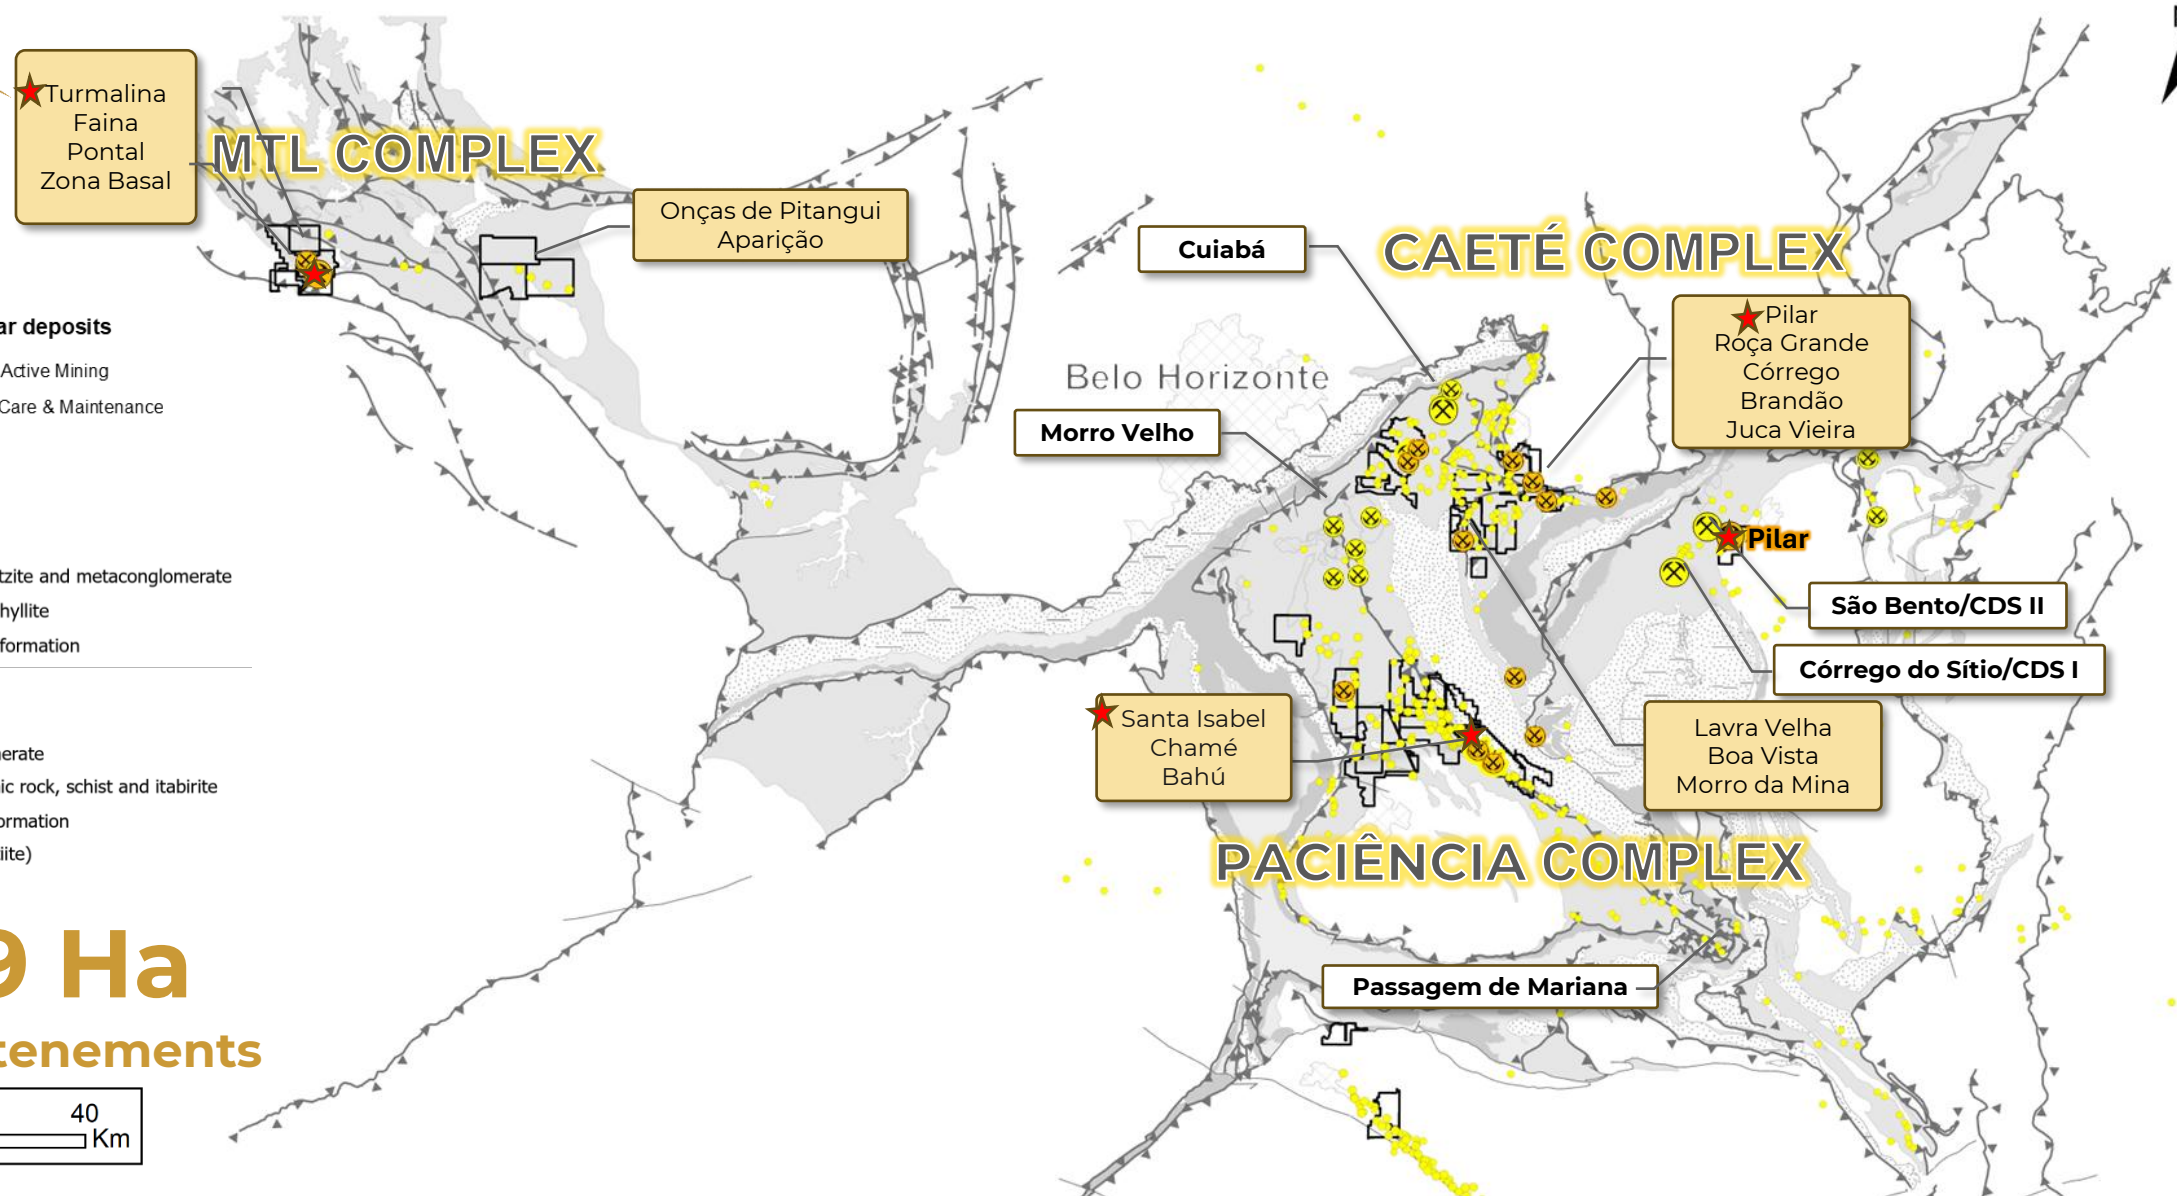 Turmalina
Faina
Pontal
Zona Basal
MTL COMPLEX
Onças de Pitangui
Aparição
Cuiabá
CAETÉ COMPLEX
Pilar
Roça Grande
Córrego
Brandão
Juca Vieira
Belo Horizonte
Morro Velho
ar deposits
Active Mining
Care & Maintenance
Pilar
tzite and metaconglomerate
hyllite
formation
São Bento/CDS II
Córrego do Sítio/CDS I
Santa Isabel
Chamé
Bahú
Lavra Velha
Boa Vista
Morro da Mina
erate
ic rock, schist and itabirite
ormation
iite)
PACIÊNCIA COMPLEX
9 Ha
tenements
Passagem de Mariana
40
Km